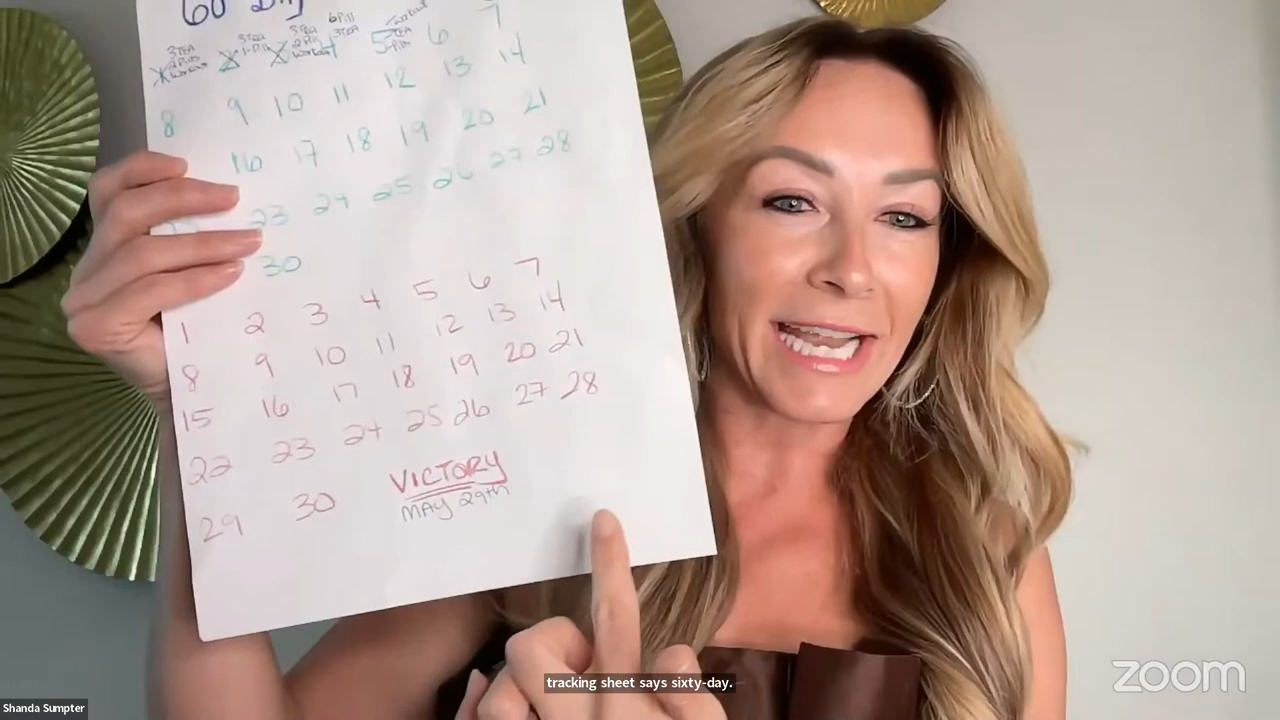 60 Day
7
5 6
8 9 10 11 12 13 14
16 17 18 19 20 21
23 24 25 26 27 28
30
1 2 3 4 5 6 7
8 9 10 11 12 13 14
15 16 17 18 19 20 21
22 23 24 25 26 27 28
29 30 VICTORY
MAY 29th
tracking sheet says sixty-day.
Shanda Sumpter
zoom